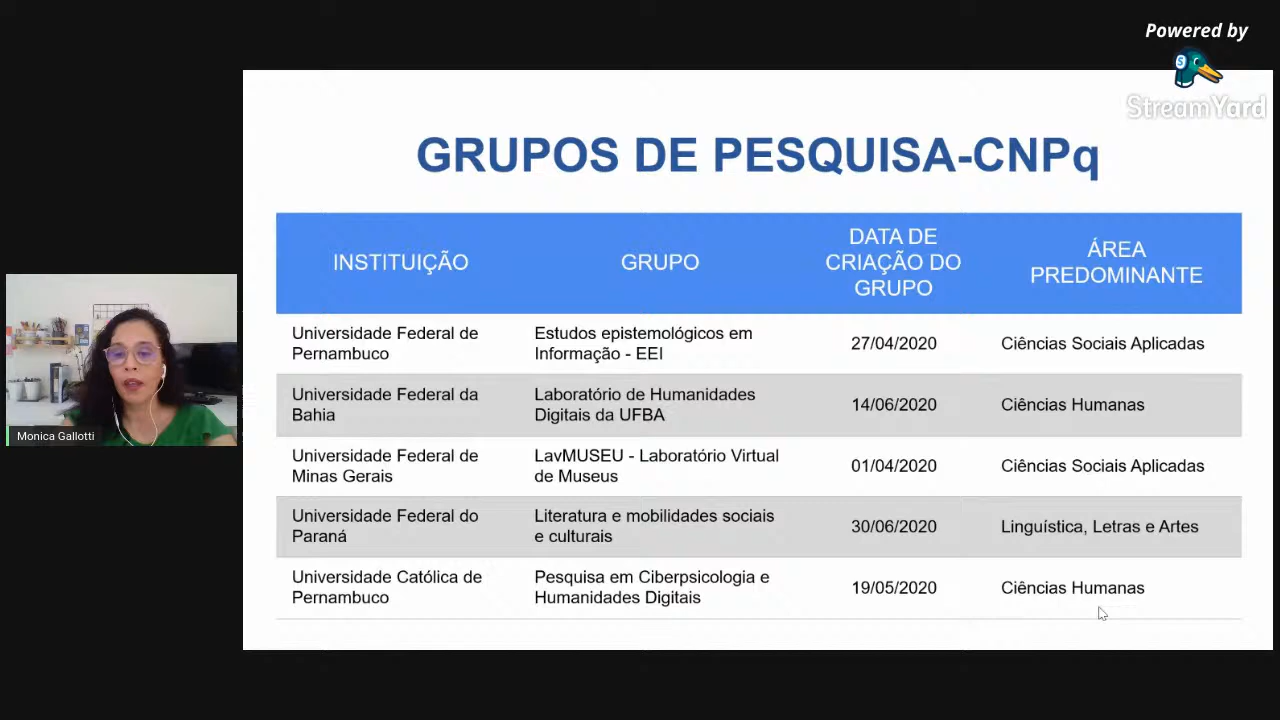 Powered by
StreamYard
GRUPOS DE PESQUISA-CNPq
INSTITUIÇÃO
GRUPO
DATA DE
CRIAÇÃO DO
GRUPO
ÁREA
PREDOMINANTE
Universidade Federal de
Pernambuco
Estudos epistemológicos em
Informação - EEI
27/04/2020
Ciências Sociais Aplicadas
Universidade Federal da
Bahia
Laboratório de Humanidades
Digitais da UFBA
14/06/2020
Ciências Humanas
Universidade Federal de
Minas Gerais
LavMUSEU - Laboratório Virtual
de Museus
01/04/2020
Ciências Sociais Aplicadas
Universidade Federal do
Paraná
Literatura e mobilidades sociais
e culturais
30/06/2020
Linguística, Letras e Artes
Universidade Católica de
Pernambuco
Pesquisa em Ciberpsicologia e
Humanidades Digitais
19/05/2020
Ciências Humanas
Monica Gallotti